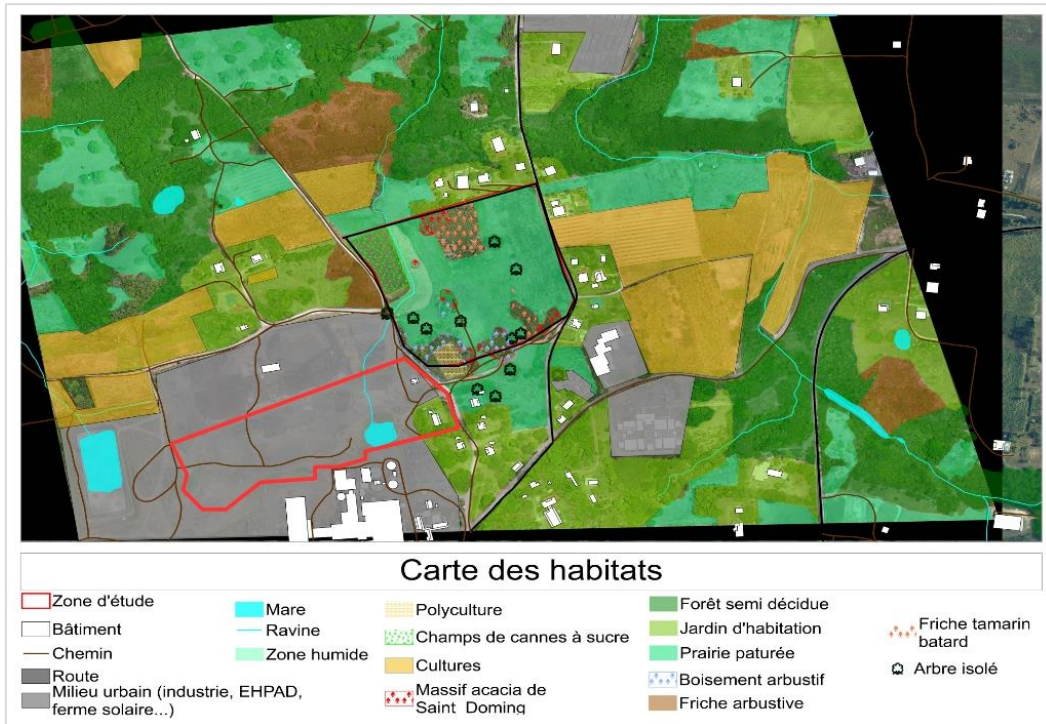 Carte des habitats
Zone d'étude
Bâtiment
Chemin
Route
Milieu urbain (industrie, EHPAD,
ferme solaire...)
Mare
Ravine
Zone humide
Polyculture
Champs de cannes à sucre
Cultures
Massif acacia de
Saint Doming
Forêt semi décidue
Jardin d'habitation
Prairie paturée
Boisement arbustif
Friche arbustive
Friche tamarin
batard
Arbre isolé